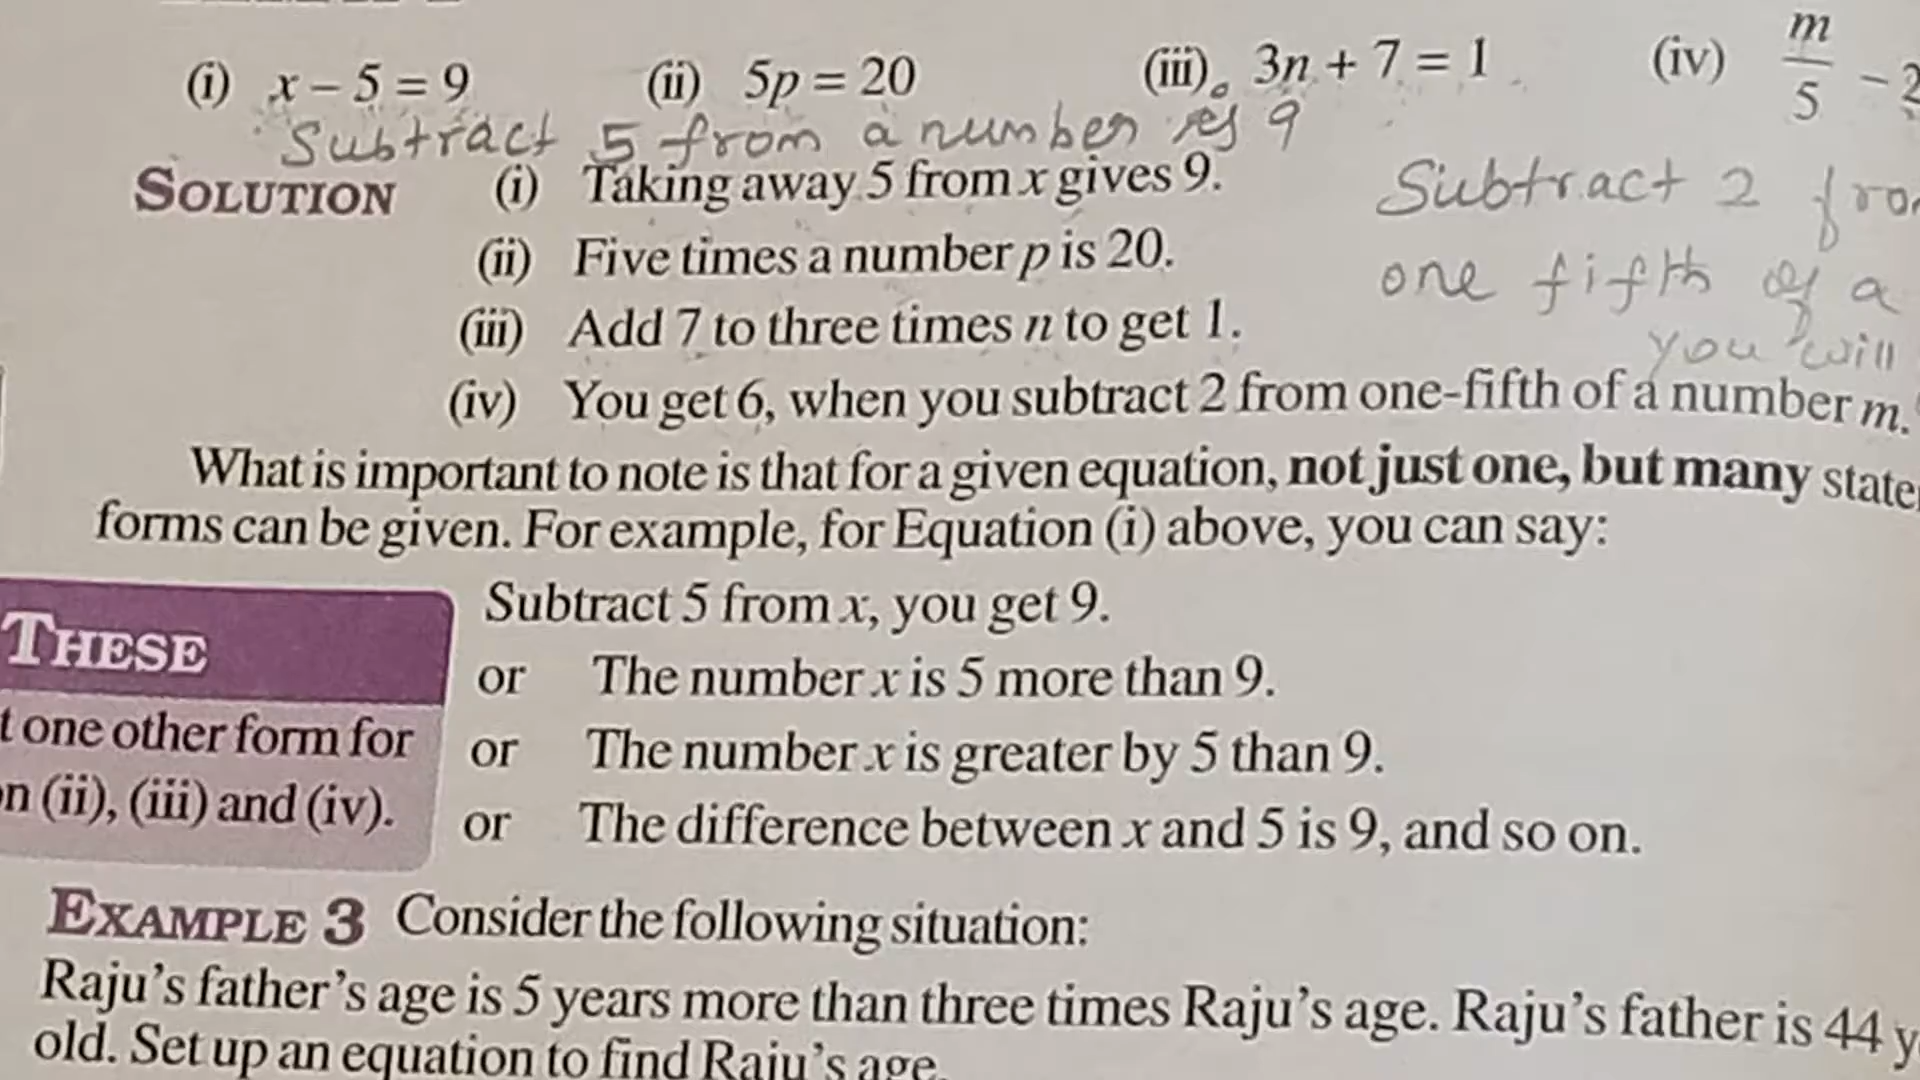 (i) x – 5 = 9 (ii) 5p = 20 (iii) 3n + 7 = 1 (iv) m/5 – 2
Subtract 5 from a number is 9
SOLUTION (i) Taking away 5 from x gives 9.
Subtract 2 from
(ii) Five times a number p is 20.
one fifth of a
(iii) Add 7 to three times n to get 1.
you will
(iv) You get 6, when you subtract 2 from one-fifth of a number m.
What is important to note is that for a given equation, not just one, but many state
forms can be given. For example, for Equation (i) above, you can say:
Subtract 5 from x, you get 9.
THESE
or The number x is 5 more than 9.
t one other form for
or The number x is greater by 5 than 9.
n (ii), (iii) and (iv).
or The difference between x and 5 is 9, and so on.
EXAMPLE 3 Consider the following situation:
Raju's father's age is 5 years more than three times Raju's age. Raju's father is 44 y
old. Set up an equation to find Raju's age.